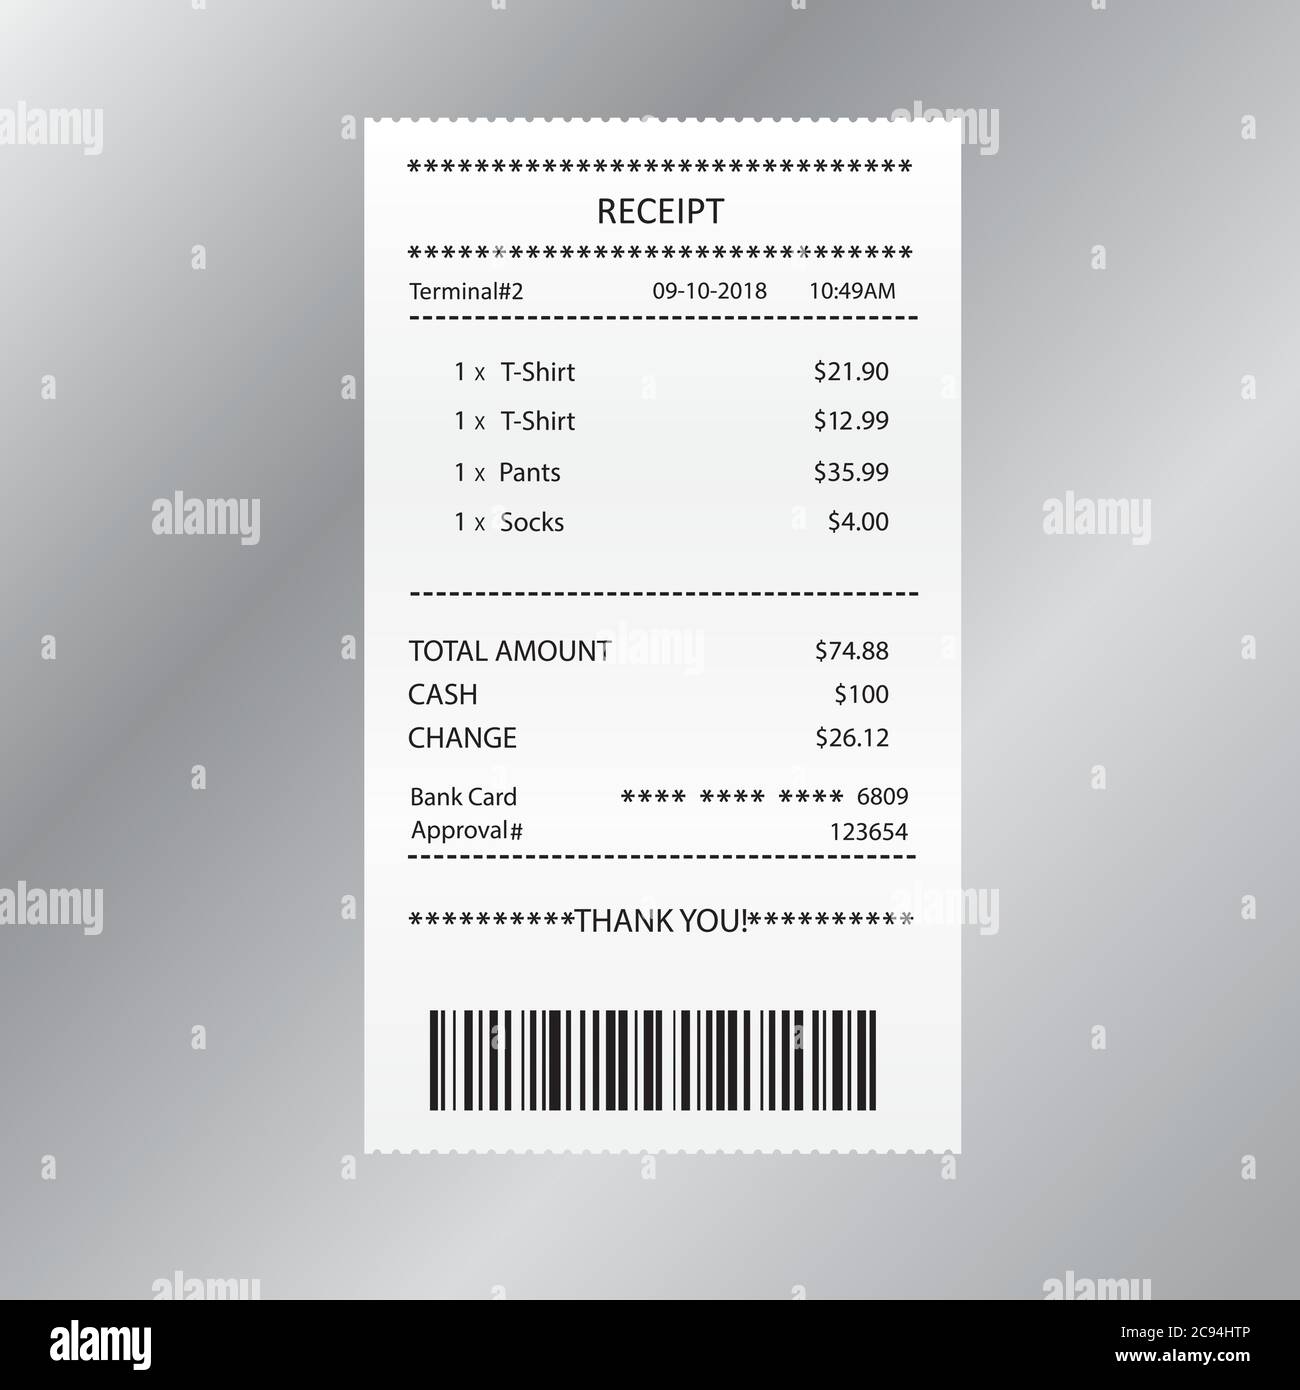 ******************************
RECEIPT
******************************
Terminal#2 09-10-2018 10:49AM
1 x T-Shirt $21.90
1 x T-Shirt $12.99
1 x Pants $35.99
1 x Socks $4.00
TOTAL AMOUNT $74.88
CASH $100
CHANGE $26.12
Bank Card **** **** **** 6809
Approval# 123654
**********THANK YOU!**********
alamy
Image ID: 2C94HTP
www.alamy.com